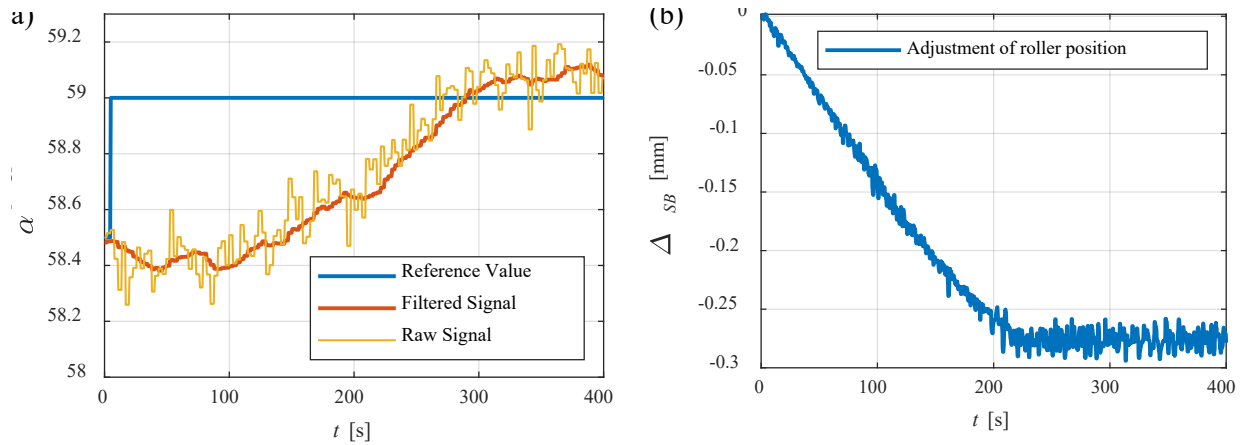 a)
59.2
59
58.8
58.6
58.4
58.2
58
α
Reference Value
Filtered Signal
Raw Signal
0
100
200
300
400
t [s]
(b)
0
-0.05
-0.1
-0.15
-0.2
-0.25
-0.3
Δ SB [mm]
Adjustment of roller position
0
100
200
300
400
t [s]